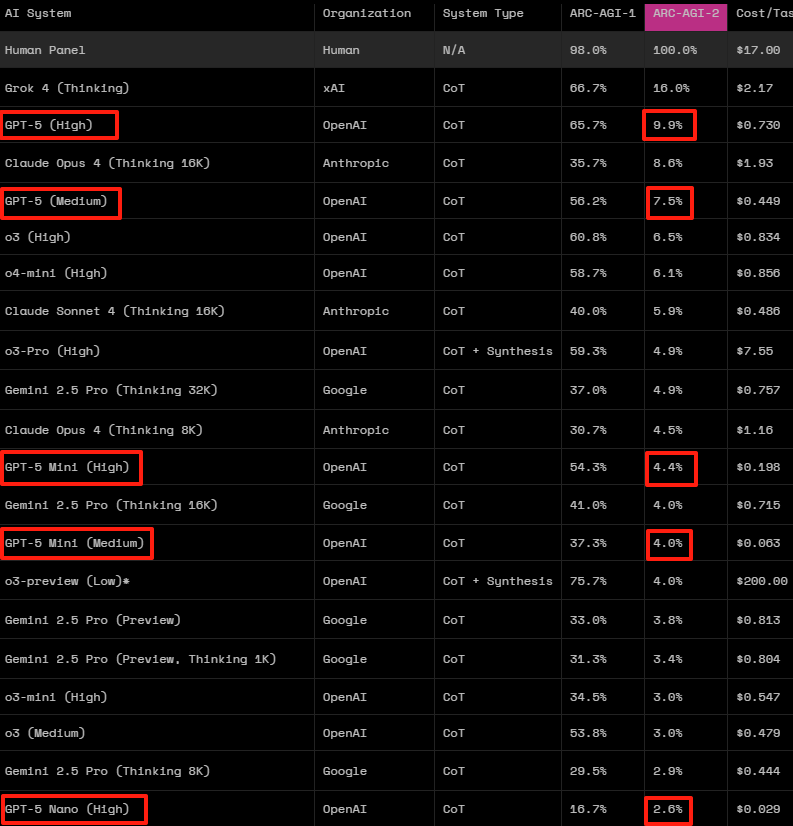 AI System Organization System Type ARC-AGI-1 ARC-AGI-2 Cost/Tas
Human Panel Human N/A 98.0% 100.0% $17.00
Grok 4 (Thinking) xAI CoT 66.7% 16.0% $2.17
GPT-5 (High) OpenAI CoT 65.7% 9.9% $0.730
Claude Opus 4 (Thinking 16K) Anthropic CoT 35.7% 8.6% $1.93
GPT-5 (Medium) OpenAI CoT 56.2% 7.5% $0.449
o3 (High) OpenAI CoT 60.8% 6.5% $0.834
o4-mini (High) OpenAI CoT 58.7% 6.1% $0.856
Claude Sonnet 4 (Thinking 16K) Anthropic CoT 40.0% 5.9% $0.486
o3-Pro (High) OpenAI CoT + Synthesis 59.3% 4.9% $7.55
Gemini 2.5 Pro (Thinking 32K) Google CoT 37.0% 4.9% $0.757
Claude Opus 4 (Thinking 8K) Anthropic CoT 30.7% 4.5% $1.16
GPT-5 Mini (High) OpenAI CoT 54.3% 4.4% $0.198
Gemini 2.5 Pro (Thinking 16K) Google CoT 41.0% 4.0% $0.715
GPT-5 Mini (Medium) OpenAI CoT 37.3% 4.0% $0.063
o3-preview (Low)* OpenAI CoT + Synthesis 75.7% 4.0% $200.00
Gemini 2.5 Pro (Preview) Google CoT 33.0% 3.8% $0.813
Gemini 2.5 Pro (Preview, Thinking 1K) Google CoT 31.3% 3.4% $0.804
o3-mini (High) OpenAI CoT 34.5% 3.0% $0.547
o3 (Medium) OpenAI CoT 53.8% 3.0% $0.479
Gemini 2.5 Pro (Thinking 8K) Google CoT 29.5% 2.9% $0.444
GPT-5 Nano (High) OpenAI CoT 16.7% 2.6% $0.029